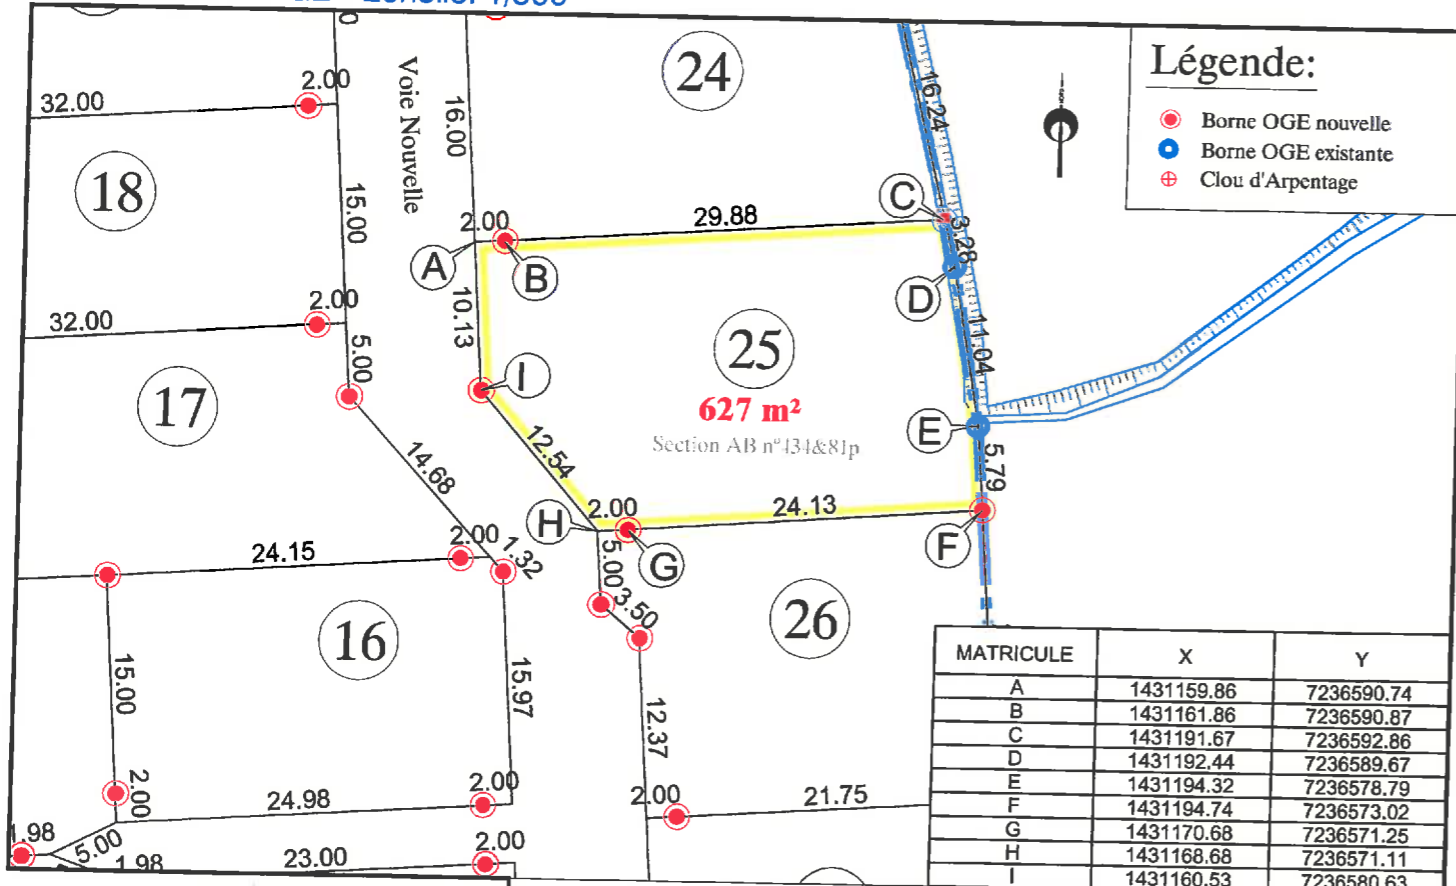 32.00
2.00
18
15.00
Voie Nouvelle
16.00
24
16.24
Légende:
Borne OGE nouvelle
Borne OGE existante
Clou d'Arpentage
C
2.00
29.88
3.28
A
B
D
10.13
32.00
2.00
5.00
17
I
25
627 m²
Section AB n°434&81p
11.04
E
12.54
5.79
14.68
2.00
24.13
H
G
F
24.15
2.00
1.32
5.00
3.50
16
26
15.00
15.97
12.37
2.00
24.98
2.00
2.00
21.75
1.98
5.00
1.98
23.00
2.00
MATRICULE X Y
A 1431159.86 7236590.74
B 1431161.86 7236590.87
C 1431191.67 7236592.86
D 1431192.44 7236589.67
E 1431194.32 7236578.79
F 1431194.74 7236573.02
G 1431170.68 7236571.25
H 1431168.68 7236571.11
I 1431160.53 7236580.63